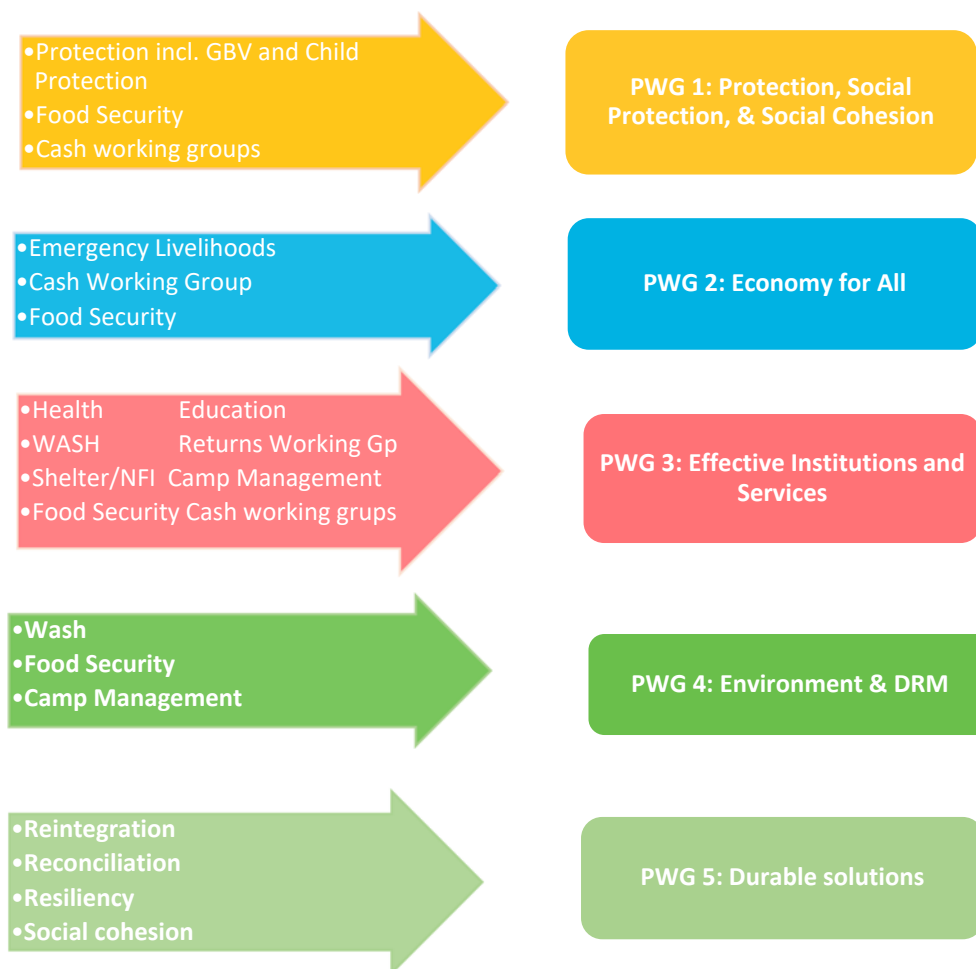 •Protection incl. GBV and Child
Protection
•Food Security
•Cash working groups
PWG 1: Protection, Social
Protection, & Social Cohesion
•Emergency Livelihoods
•Cash Working Group
•Food Security
PWG 2: Economy for All
•Health Education
•WASH Returns Working Gp
•Shelter/NFI Camp Management
•Food Security Cash working grups
PWG 3: Effective Institutions and
Services
•Wash
•Food Security
•Camp Management
PWG 4: Environment & DRM
•Reintegration
•Reconciliation
•Resiliency
•Social cohesion
PWG 5: Durable solutions